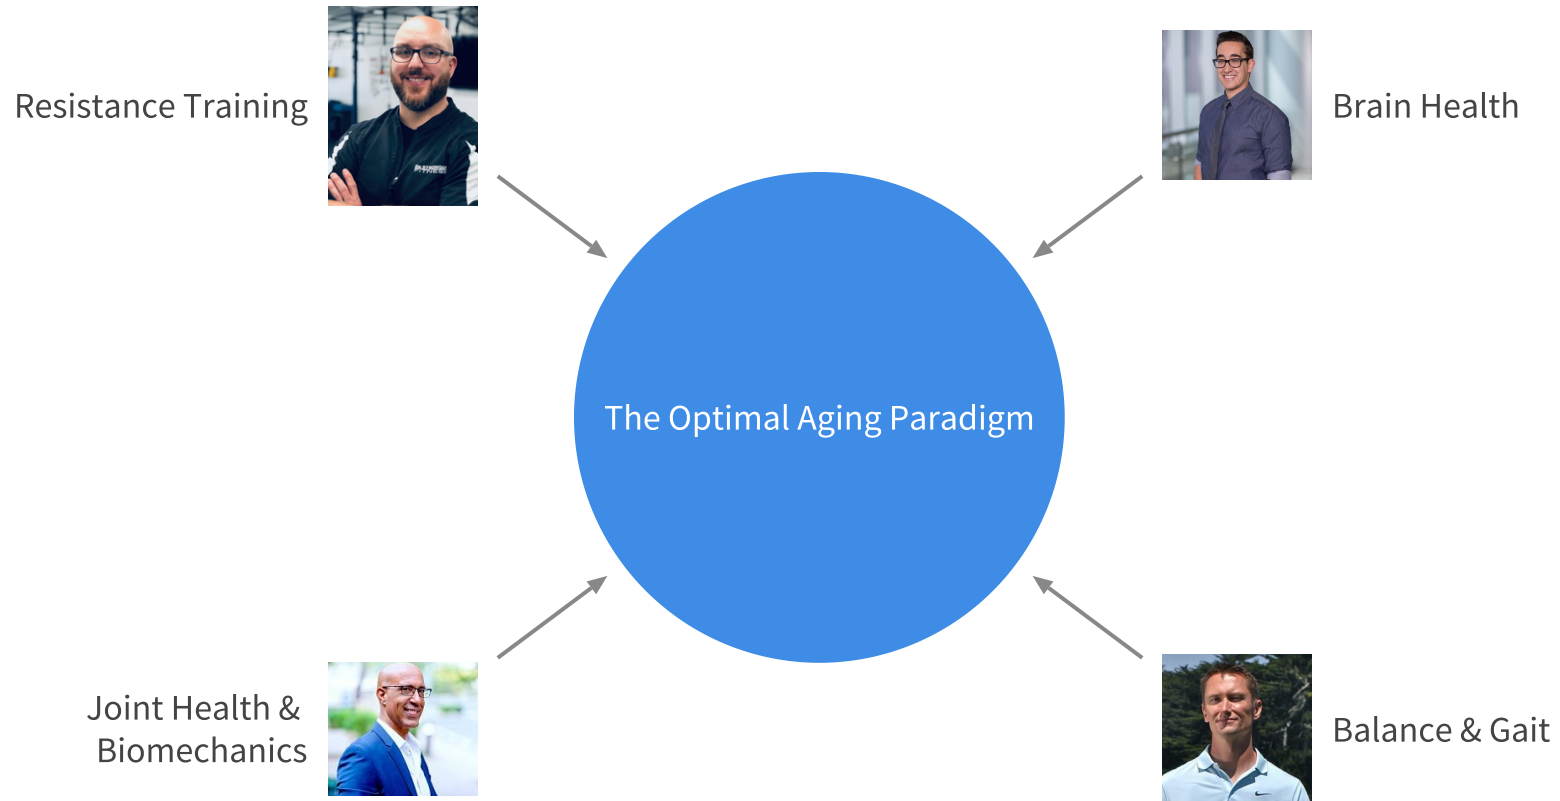 Resistance Training
Brain Health
The Optimal Aging Paradigm
Joint Health &
Biomechanics
Balance & Gait